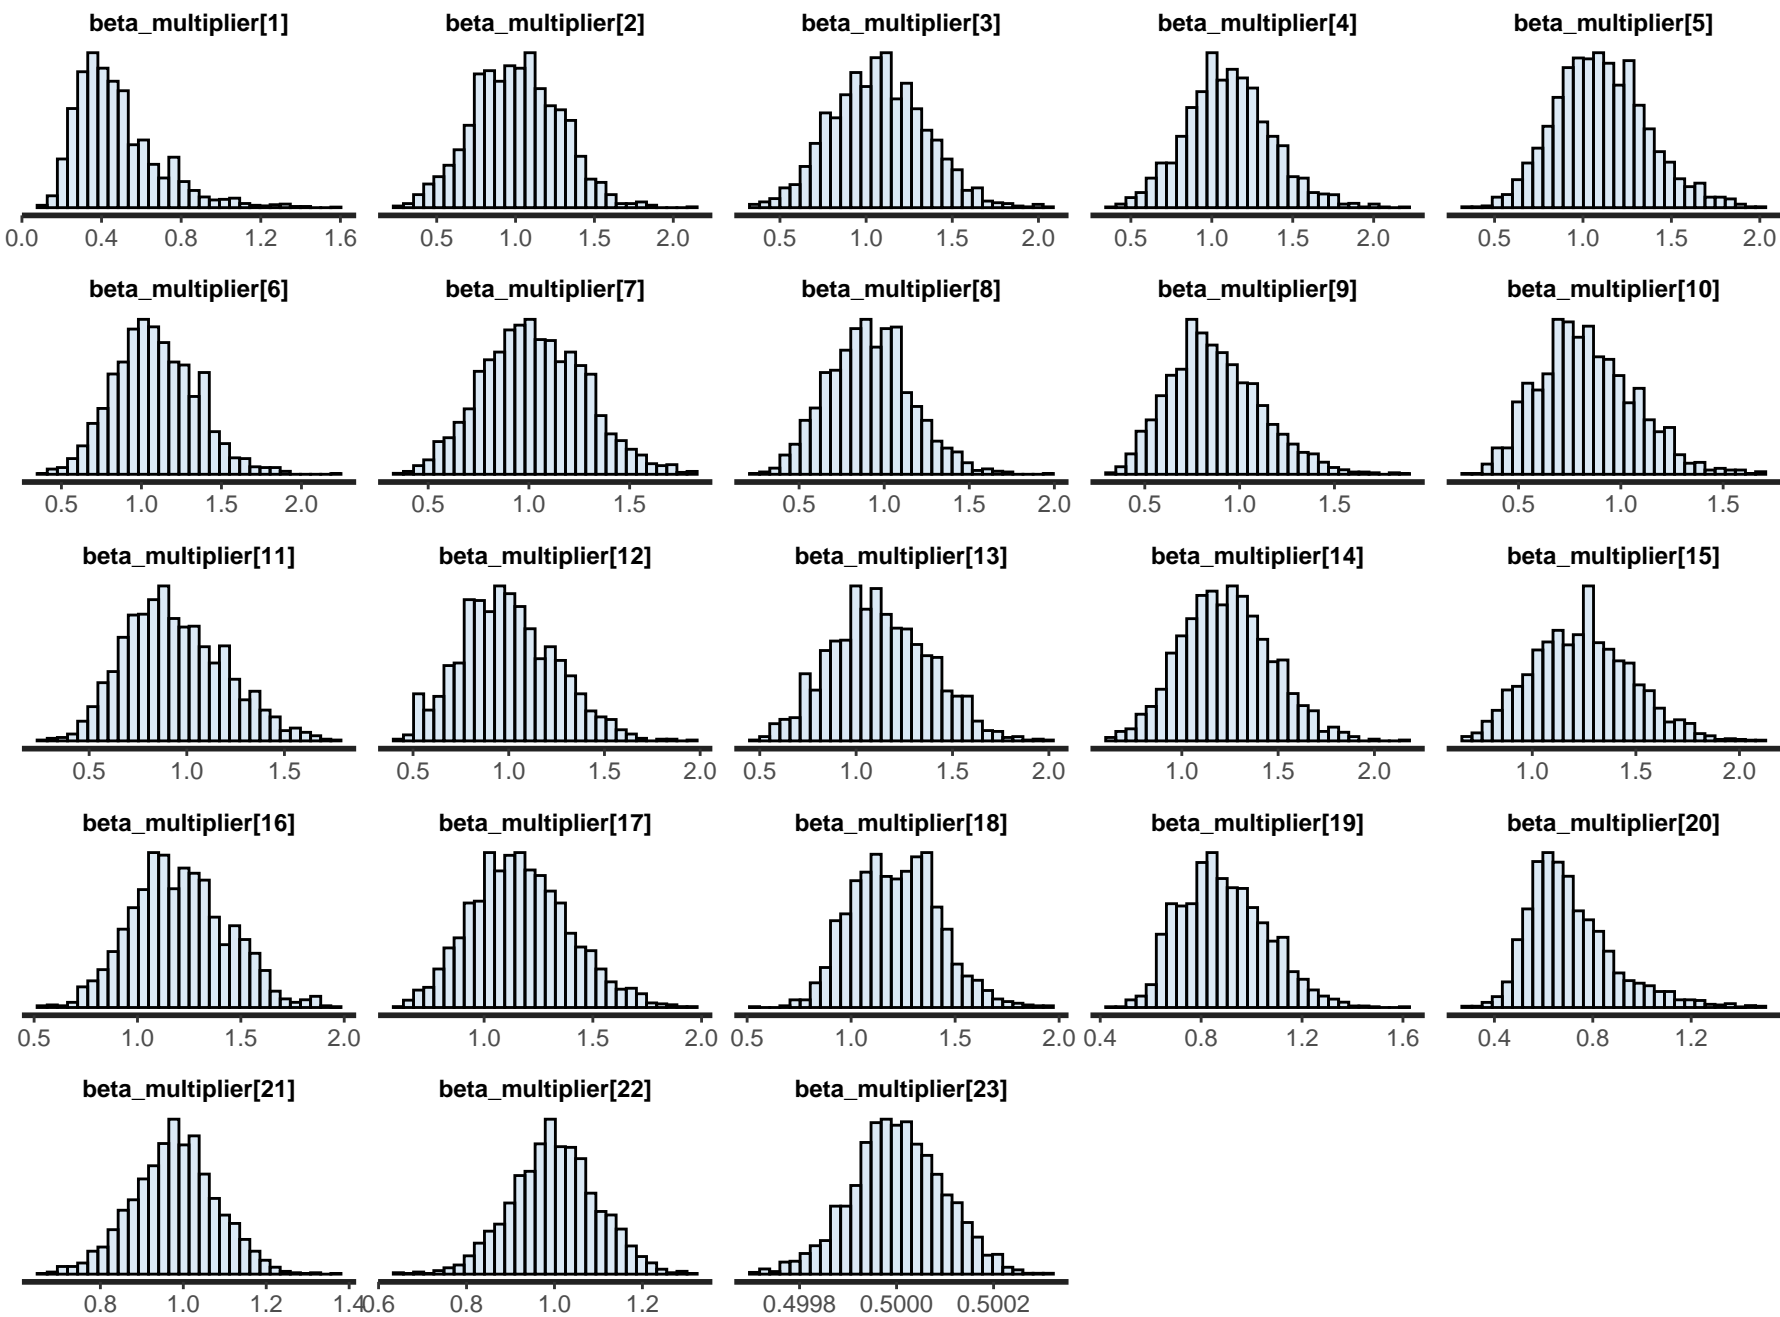 beta_multiplier[1] beta_multiplier[2] beta_multiplier[3] beta_multiplier[4] beta_multiplier[5]
0.0 0.4 0.8 1.2 1.6 0.5 1.0 1.5 2.0 0.5 1.0 1.5 2.0 0.5 1.0 1.5 2.0 0.5 1.0 1.5 2.0
beta_multiplier[6] beta_multiplier[7] beta_multiplier[8] beta_multiplier[9] beta_multiplier[10]
0.5 1.0 1.5 2.0 0.5 1.0 1.5 0.5 1.0 1.5 2.0 0.5 1.0 1.5 0.5 1.0 1.5
beta_multiplier[11] beta_multiplier[12] beta_multiplier[13] beta_multiplier[14] beta_multiplier[15]
0.5 1.0 1.5 0.5 1.0 1.5 2.0 0.5 1.0 1.5 2.0 1.0 1.5 2.0 1.0 1.5 2.0
beta_multiplier[16] beta_multiplier[17] beta_multiplier[18] beta_multiplier[19] beta_multiplier[20]
0.5 1.0 1.5 2.0 1.0 1.5 2.0 0.5 1.0 1.5 2.0 0.4 0.8 1.2 1.6 0.4 0.8 1.2
beta_multiplier[21] beta_multiplier[22] beta_multiplier[23]
0.8 1.0 1.2 1.4 0.6 0.8 1.0 1.2 0.4998 0.5000 0.5002